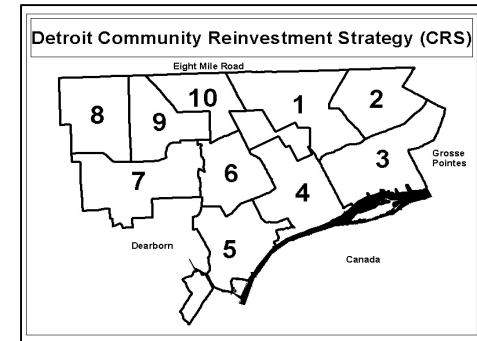 Detroit Community Reinvestment Strategy (CRS)
Eight Mile Road
10
1
2
8
9
3
Grosse
Pointes
7
6
4
Dearborn
5
Canada